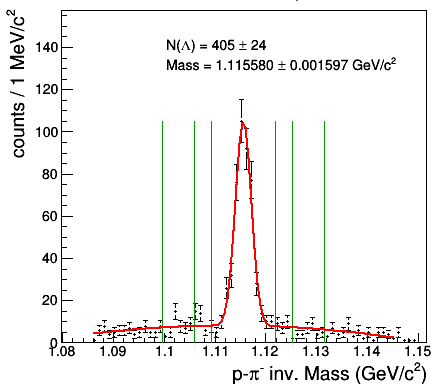 counts / 1 MeV/c²
160
140
120
100
80
60
40
20
0
N(Λ) = 405 ± 24
Mass = 1.115580 ± 0.001597 GeV/c²
1.08 1.09 1.1 1.11 1.12 1.13 1.14 1.15
p-π⁻ inv. Mass (GeV/c²)